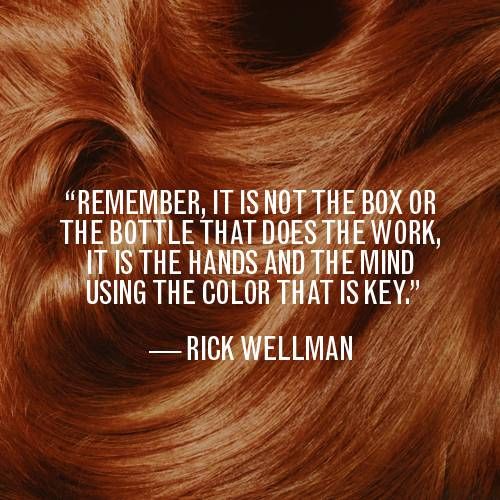 “REMEMBER, IT IS NOT THE BOX OR
THE BOTTLE THAT DOES THE WORK,
IT IS THE HANDS AND THE MIND
USING THE COLOR THAT IS KEY.”
— RICK WELLMAN